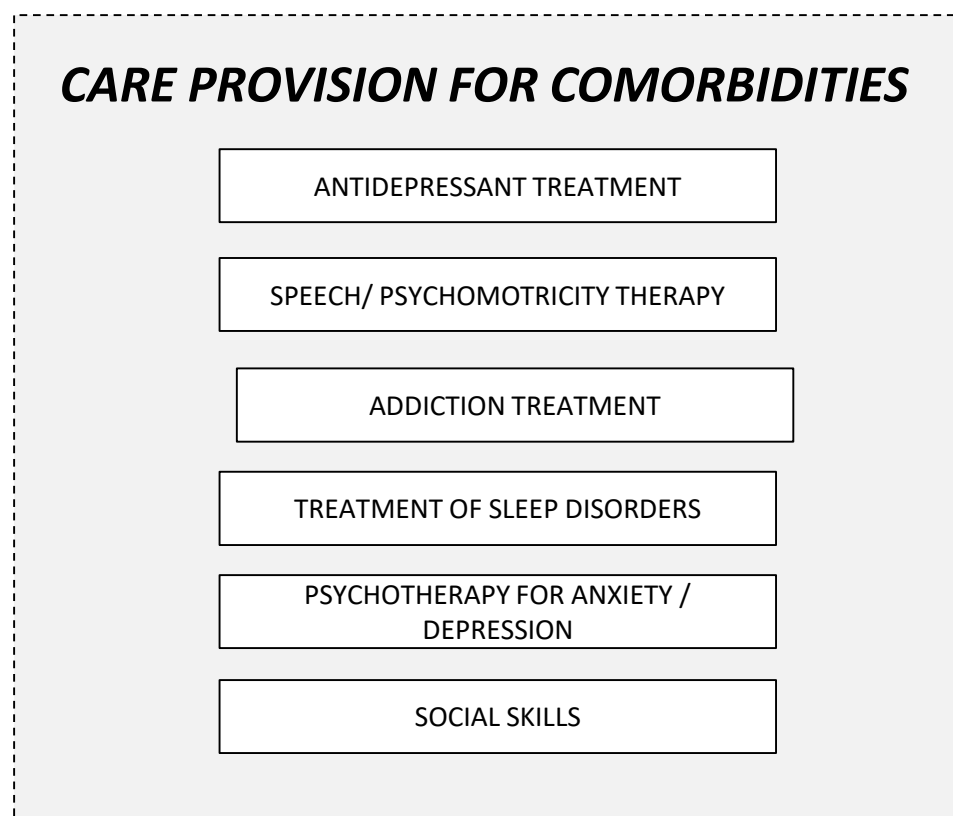 CARE PROVISION FOR COMORBIDITIES
ANTIDEPRESSANT TREATMENT
SPEECH/ PSYCHOMOTRICITY THERAPY
ADDICTION TREATMENT
TREATMENT OF SLEEP DISORDERS
PSYCHOTHERAPY FOR ANXIETY /
DEPRESSION
SOCIAL SKILLS